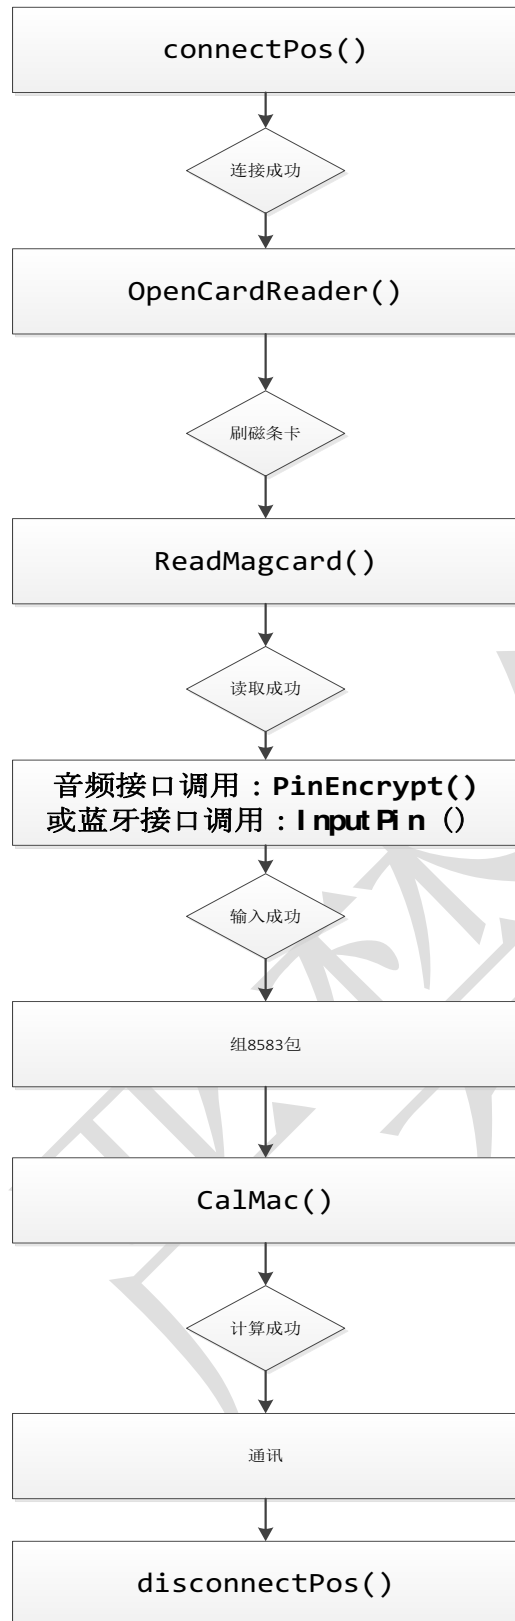 connectPos()
连接成功
OpenCardReader()
刷磁条卡
ReadMagcard()
读取成功
音频接口调用：PinEncrypt()
或蓝牙接口调用：InputPin（）
输入成功
组8583包
CalMac()
计算成功
通讯
disconnectPos()